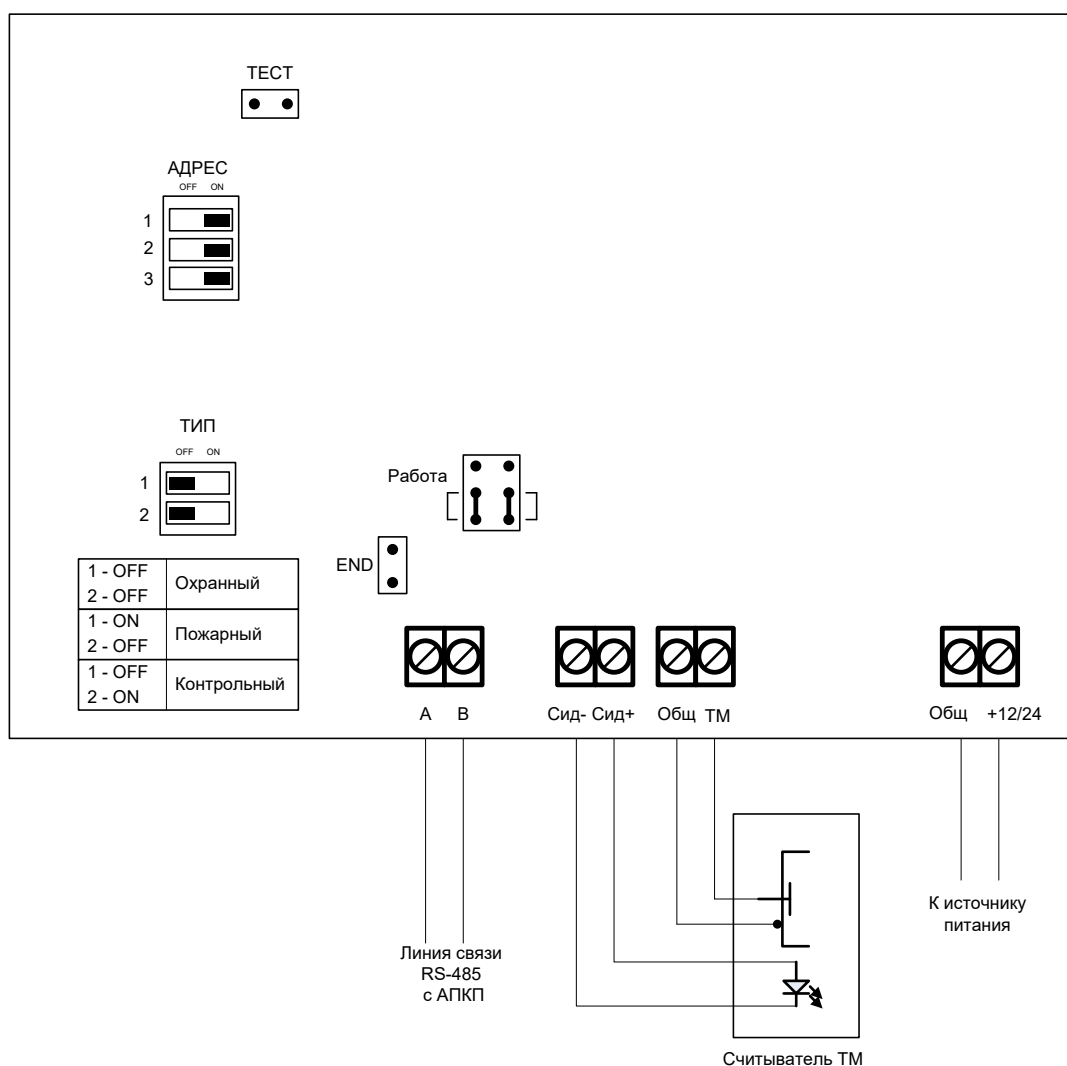 ТЕСТ
АДРЕС
OFF ON
1
2
3
ТИП
OFF ON
1
2
Работа
END
1 - OFF
2 - OFF
Охранный
1 - ON
2 - OFF
Пожарный
1 - OFF
2 - ON
Контрольный
A B Сид- Сид+ Общ ТМ Общ +12/24
Линия связи
RS-485
с АПКП
К источнику
питания
Считыватель ТМ